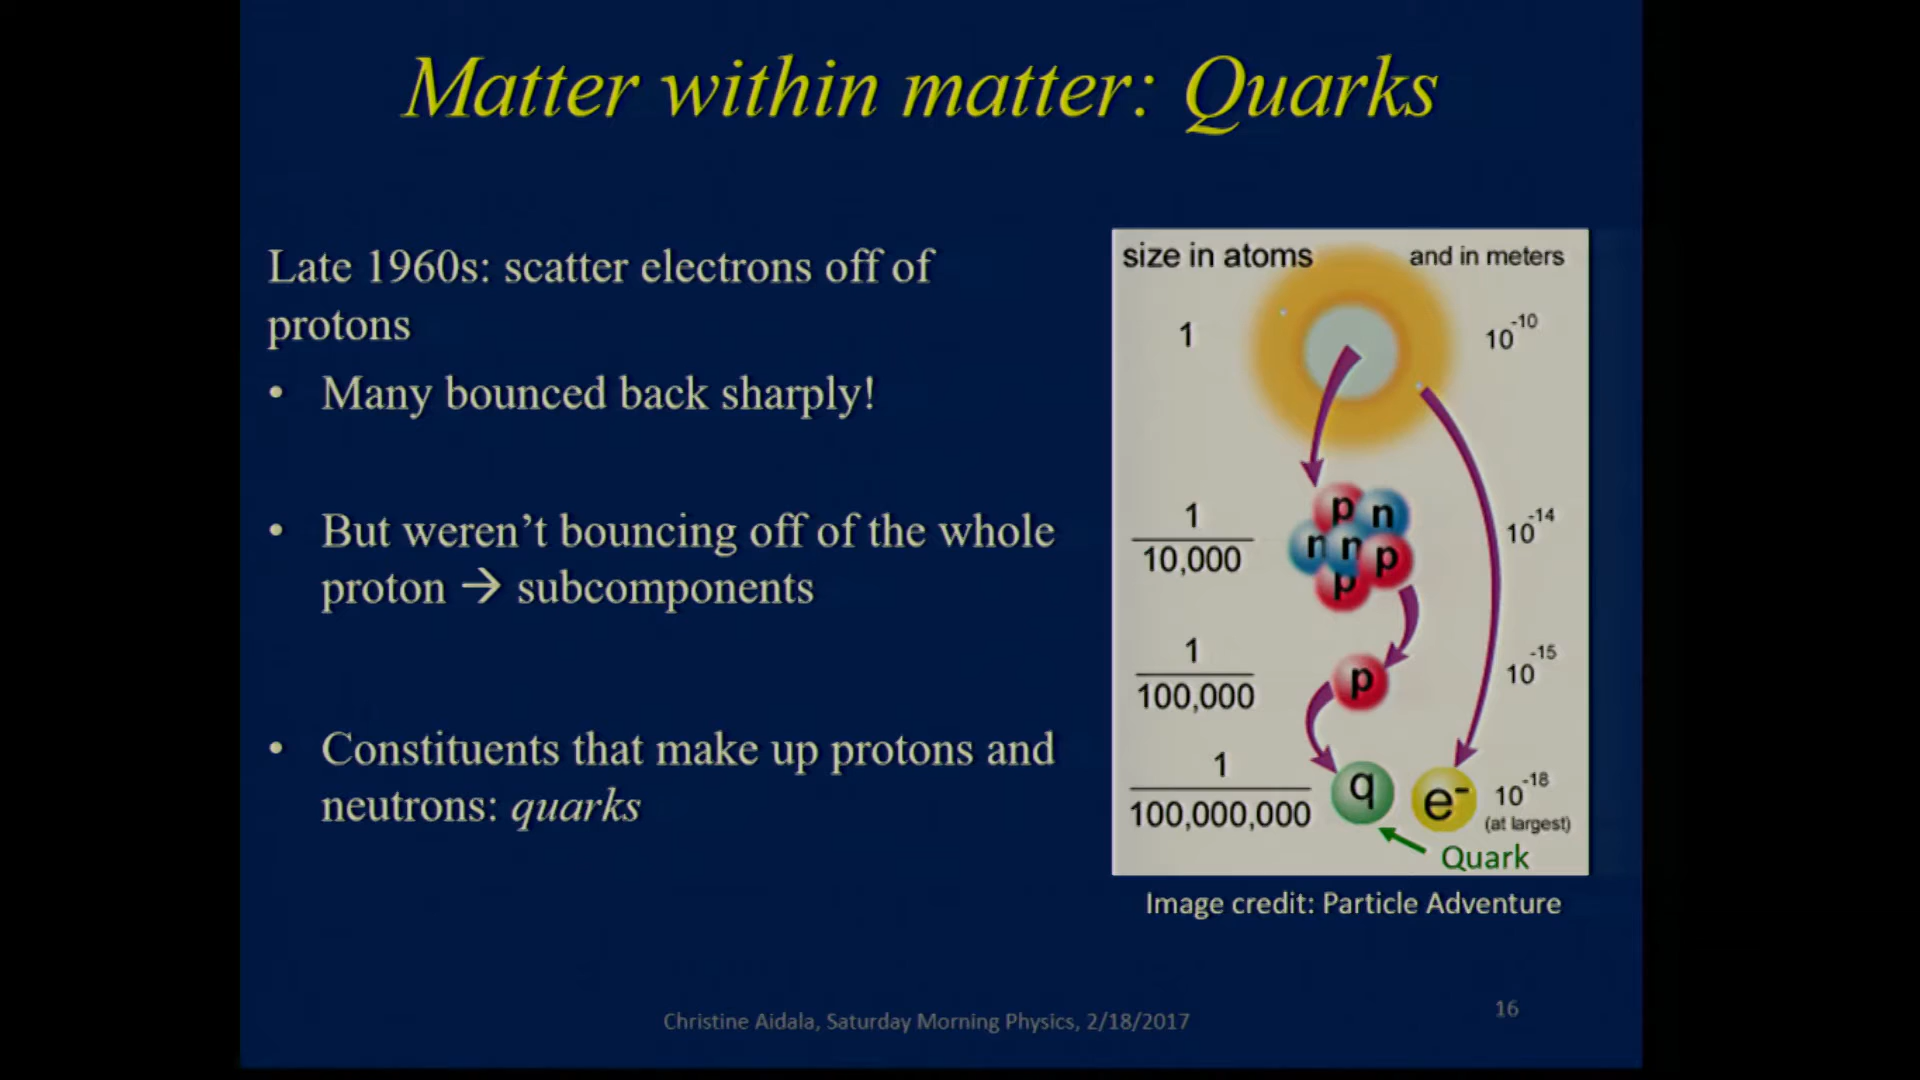 Matter within matter: Quarks
Late 1960s: scatter electrons off of
protons
• Many bounced back sharply!
• But weren’t bouncing off of the whole
proton → subcomponents
• Constituents that make up protons and
neutrons: quarks
size in atoms and in meters
1 10^-10
p n
n n p
p
1
10,000
10^-14
1
100,000
p
10^-15
1
100,000,000
q e-
10^-18
(at largest)
Quark
Image credit: Particle Adventure
Christine Aidala, Saturday Morning Physics, 2/18/2017
16